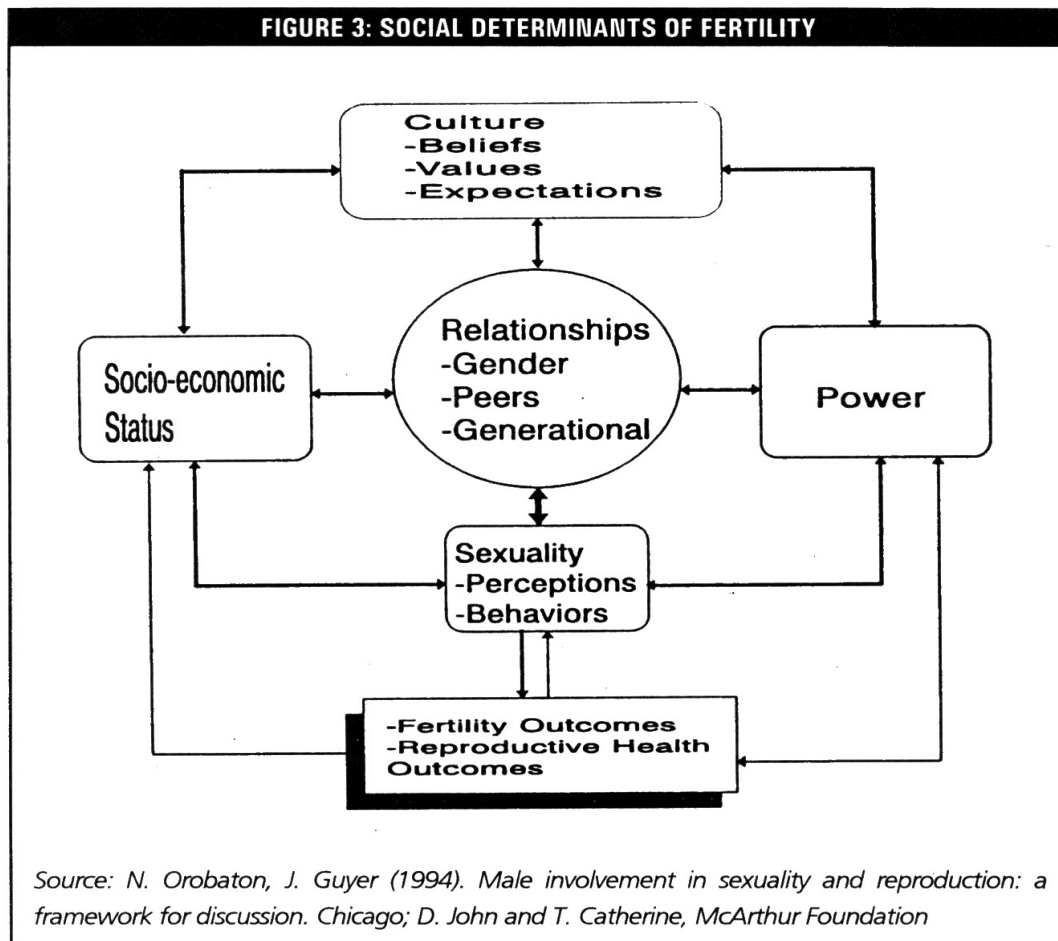 FIGURE 3: SOCIAL DETERMINANTS OF FERTILITY
Culture
-Beliefs
-Values
-Expectations
Relationships
-Gender
-Peers
-Generational
Socio-economic
Status
Power
Sexuality
-Perceptions
-Behaviors
-Fertility Outcomes
-Reproductive Health
Outcomes
Source: N. Orobaton, J. Guyer (1994). Male involvement in sexuality and reproduction: a
framework for discussion. Chicago; D. John and T. Catherine, McArthur Foundation